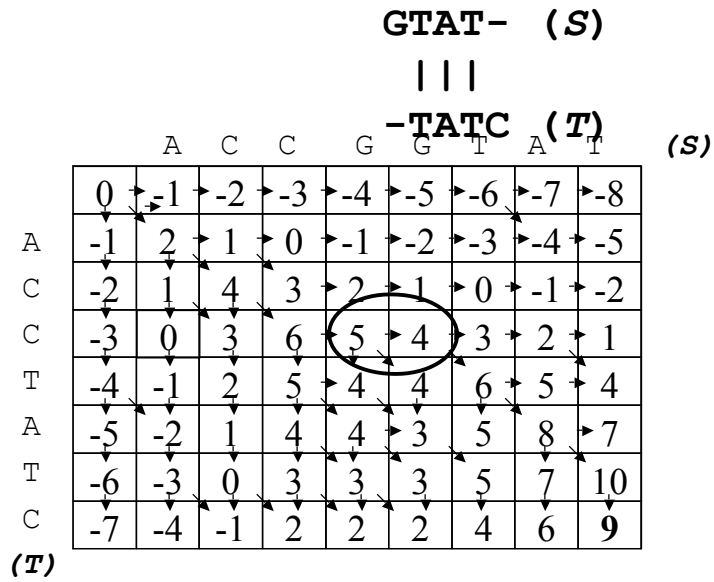 GTAT- (S)
|||
-TATC (T)
A C C G G T A T (S)
0 -1 -2 -3 -4 -5 -6 -7 -8
A -1 2 1 0 -1 -2 -3 -4 -5
C -2 1 4 3 2 1 0 -1 -2
C -3 0 3 6 5 4 3 2 1
T -4 -1 2 5 4 4 6 5 4
A -5 -2 1 4 4 3 5 8 7
T -6 -3 0 3 3 3 5 7 10
C -7 -4 -1 2 2 2 4 6 9
(T)